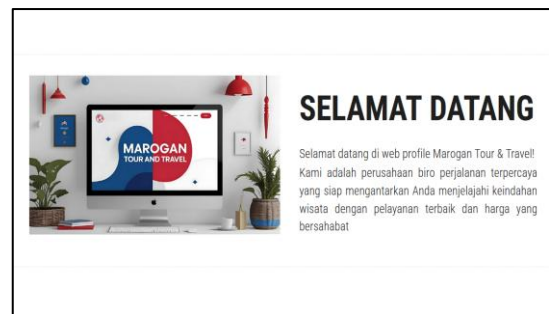 MAROGAN
TOUR AND TRAVEL
SELAMAT DATANG
Selamat datang di web profile Marogan Tour & Travel!
Kami adalah perusahaan biro perjalanan terpercaya
yang siap mengantarkan Anda menjelajahi keindahan
wisata dengan pelayanan terbaik dan harga yang
bersahabat